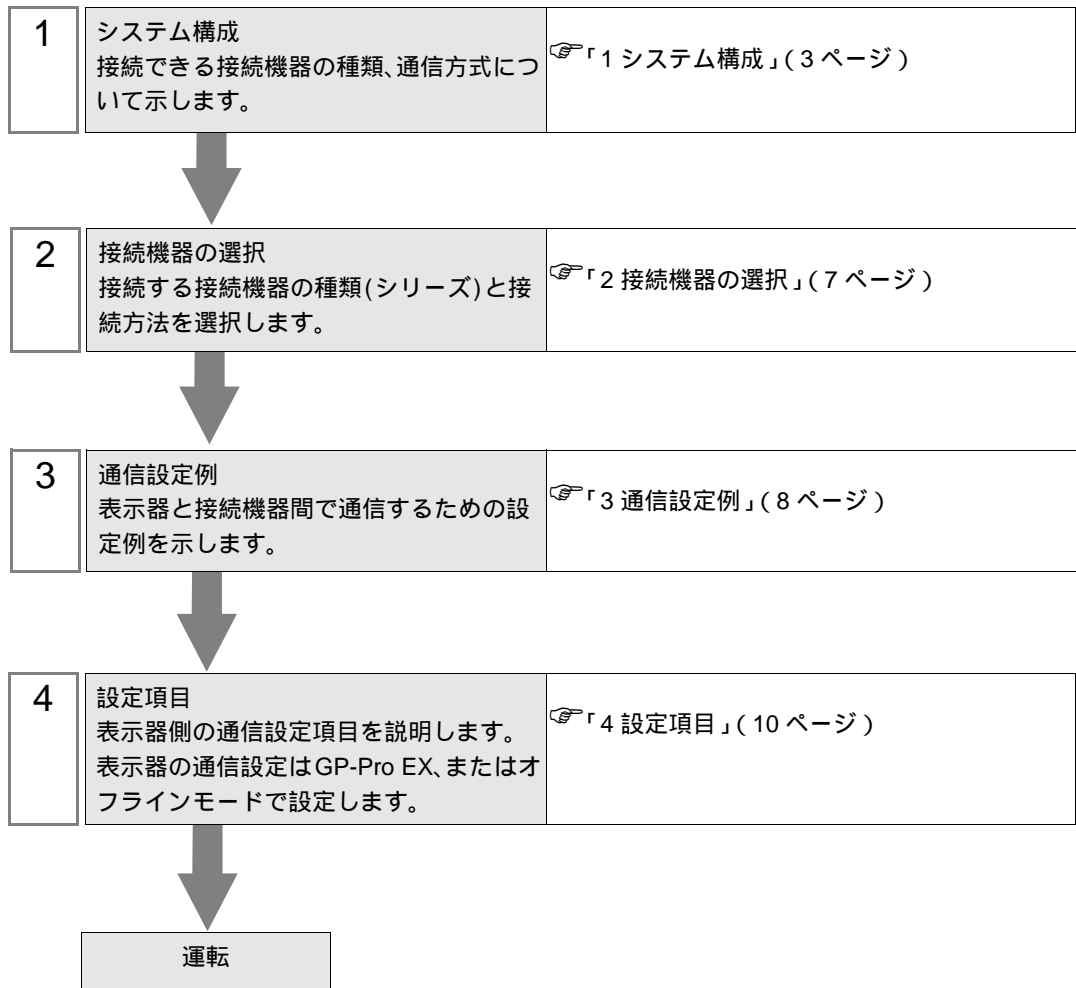 1
システム構成
接続できる接続機器の種類、通信方式につ
いて示します。
☞「1 システム構成」(3 ページ)
2
接続機器の選択
接続する接続機器の種類(シリーズ)と接
続方法を選択します。
☞「2 接続機器の選択」(7 ページ)
3
通信設定例
表示器と接続機器間で通信するための設
定例を示します。
☞「3 通信設定例」(8 ページ)
4
設定項目
表示器側の通信設定項目を説明します。
表示器の通信設定はGP-Pro EX、またはオ
フラインモードで設定します。
☞「4 設定項目」(10 ページ)
運転